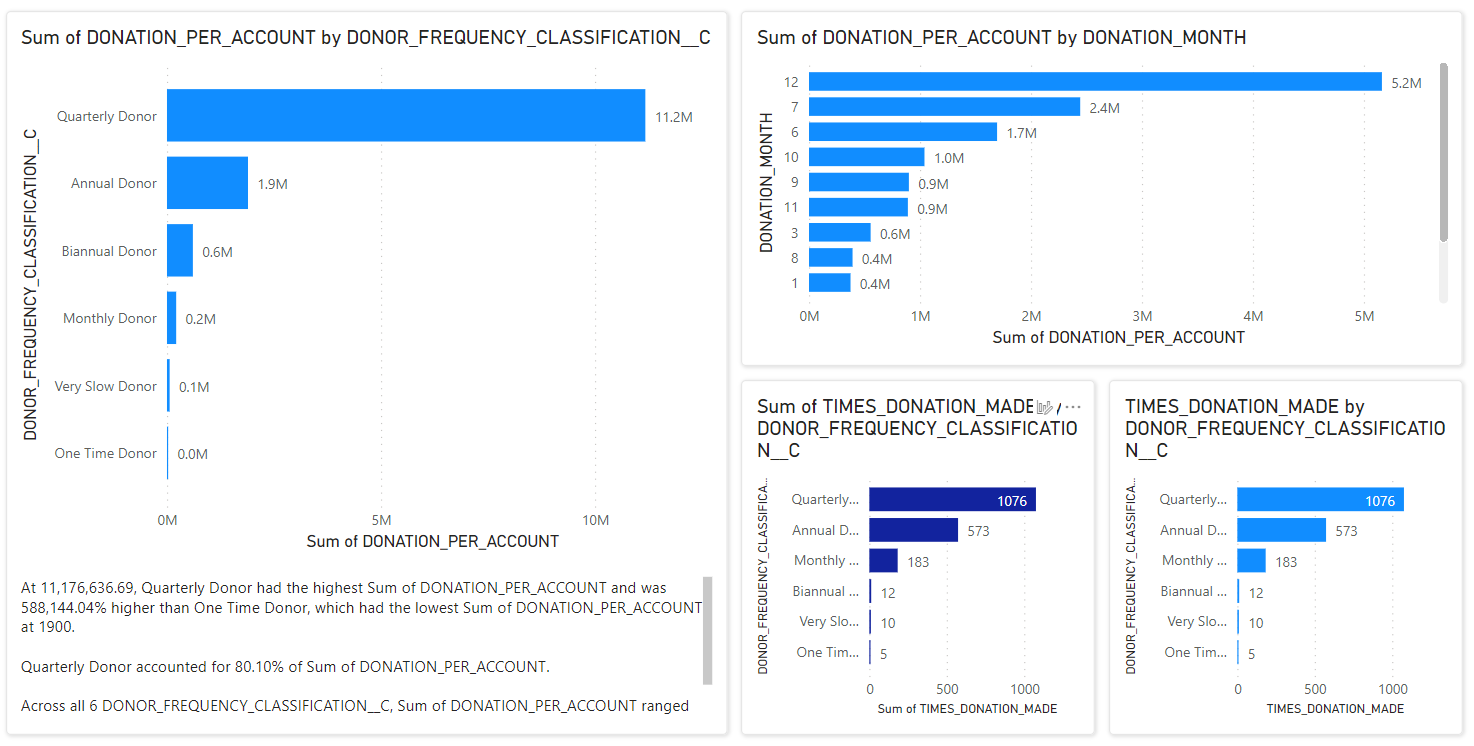 Sum of DONATION_PER_ACCOUNT by DONOR_FREQUENCY_CLASSIFICATION__C
DONOR_FREQUENCY_CLASSIFICATION__C
Quarterly Donor
11.2M
Annual Donor
1.9M
Biannual Donor
0.6M
Monthly Donor
0.2M
Very Slow Donor
0.1M
One Time Donor
0.0M
0M
5M
10M
Sum of DONATION_PER_ACCOUNT
At 11,176,636.69, Quarterly Donor had the highest Sum of DONATION_PER_ACCOUNT and was
588,144.04% higher than One Time Donor, which had the lowest Sum of DONATION_PER_ACCOUNT
at 1900.
Quarterly Donor accounted for 80.10% of Sum of DONATION_PER_ACCOUNT.
Across all 6 DONOR_FREQUENCY_CLASSIFICATION__C, Sum of DONATION_PER_ACCOUNT ranged
Sum of DONATION_PER_ACCOUNT by DONATION_MONTH
DONATION_MONTH
12
5.2M
7
2.4M
6
1.7M
10
1.0M
9
0.9M
11
0.9M
3
0.6M
8
0.4M
1
0.4M
0M
1M
2M
3M
4M
5M
Sum of DONATION_PER_ACCOUNT
Sum of TIMES_DONATION_MADE
DONOR_FREQUENCY_CLASSIFICATIO
N__C
DONOR_FREQUENCY_CLASSIFICA...
Quarterly...
1076
Annual D...
573
Monthly ...
183
Biannual ...
12
Very Slo...
10
One Tim...
5
0
500
1000
Sum of TIMES_DONATION_MADE
TIMES_DONATION_MADE by
DONOR_FREQUENCY_CLASSIFICATIO
N__C
DONOR_FREQUENCY_CLASSIFICA...
Quarterly...
1076
Annual D...
573
Monthly ...
183
Biannual ...
12
Very Slo...
10
One Tim...
5
0
500
1000
TIMES_DONATION_MADE